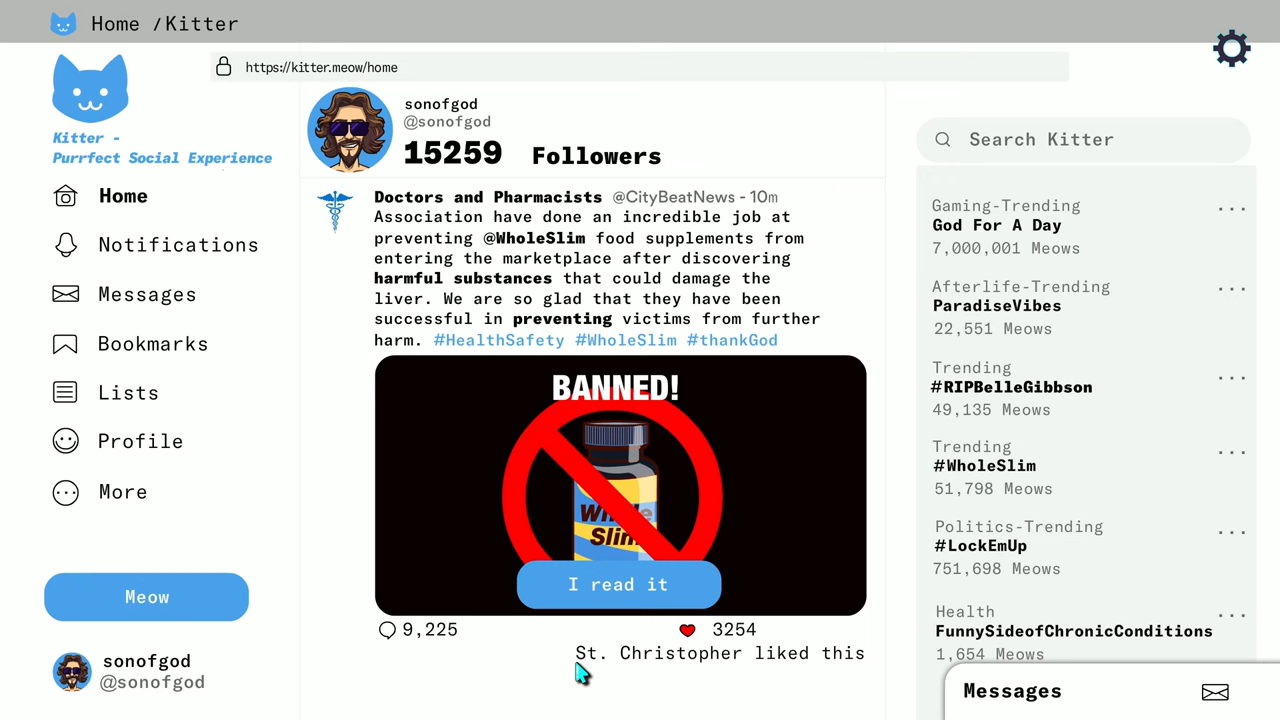 Home /Kitter
https://kitter.meow/home
Kitter -
Purrfect Social Experience
Home
Notifications
Messages
Bookmarks
Lists
Profile
More
Meow
sonofgod
@sonofgod
sonofgod
@sonofgod
15259 Followers
Doctors and Pharmacists @CityBeatNews - 10m
Association have done an incredible job at
preventing @WholeSlim food supplements from
entering the marketplace after discovering
harmful substances that could damage the
liver. We are so glad that they have been
successful in preventing victims from further
harm. #HealthSafety #WholeSlim #thankGod
BANNED!
Whole
Slim
I read it
9,225
3254
St. Christopher liked this
Search Kitter
Gaming-Trending
God For A Day
7,000,001 Meows
Afterlife-Trending
ParadiseVibes
22,551 Meows
Trending
#RIPBelleGibbson
49,135 Meows
Trending
#WholeSlim
51,798 Meows
Politics-Trending
#LockEmUp
751,698 Meows
Health
FunnySideofChronicConditions
1,654 Meows
Messages